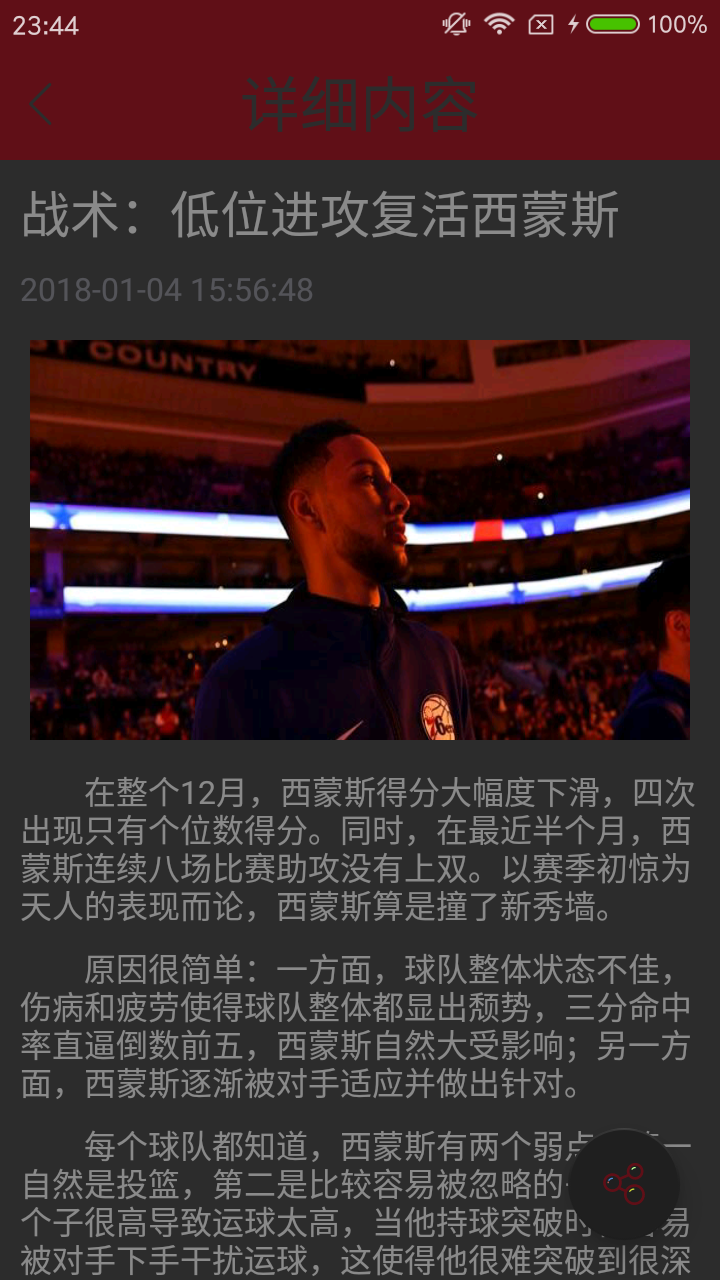 23:44
100%
详细内容
战术：低位进攻复活西蒙斯
2018-01-04 15:56:48
COUNTRY
76
在整个12月，西蒙斯得分大幅度下滑，四次
出现只有个位数得分。同时，在最近半个月，西
蒙斯连续八场比赛助攻没有上双。以赛季初惊为
天人的表现而论，西蒙斯算是撞了新秀墙。
原因很简单：一方面，球队整体状态不佳，
伤病和疲劳使得球队整体都显出颓势，三分命中
率直逼倒数前五，西蒙斯自然大受影响；另一方
面，西蒙斯逐渐被对手适应并做出针对。
每个球队都知道，西蒙斯有两个弱点 一
自然是投篮，第二是比较容易被忽略的
个子很高导致运球太高，当他持球突破时 易
被对手下手干扰运球，这使得他很难突破到很深